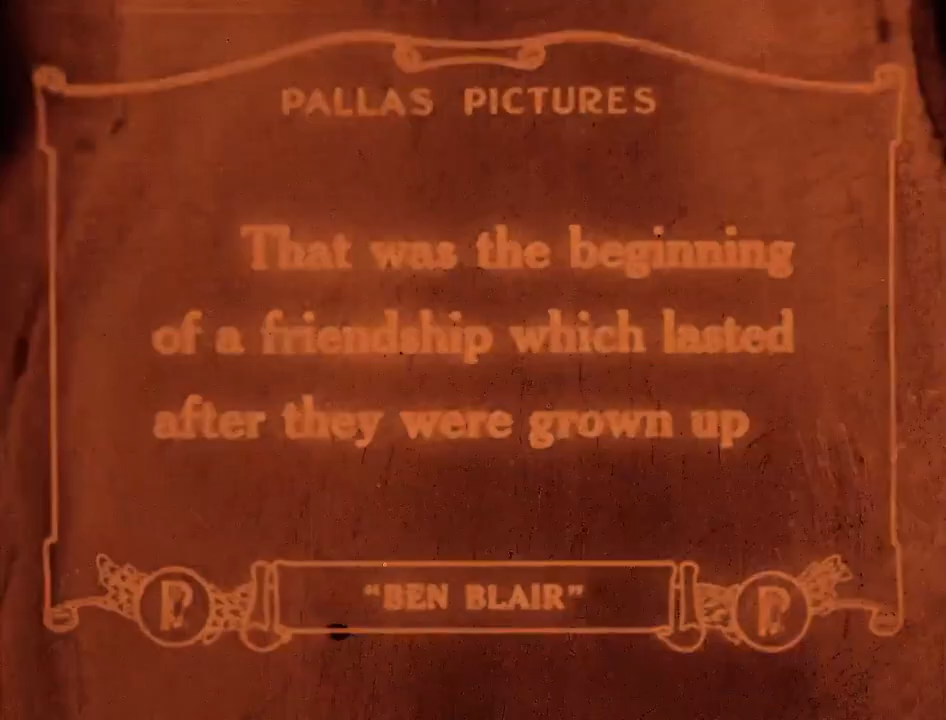 PALLAS PICTURES
That was the beginning
of a friendship which lasted
after they were grown up
P "BEN BLAIR" P